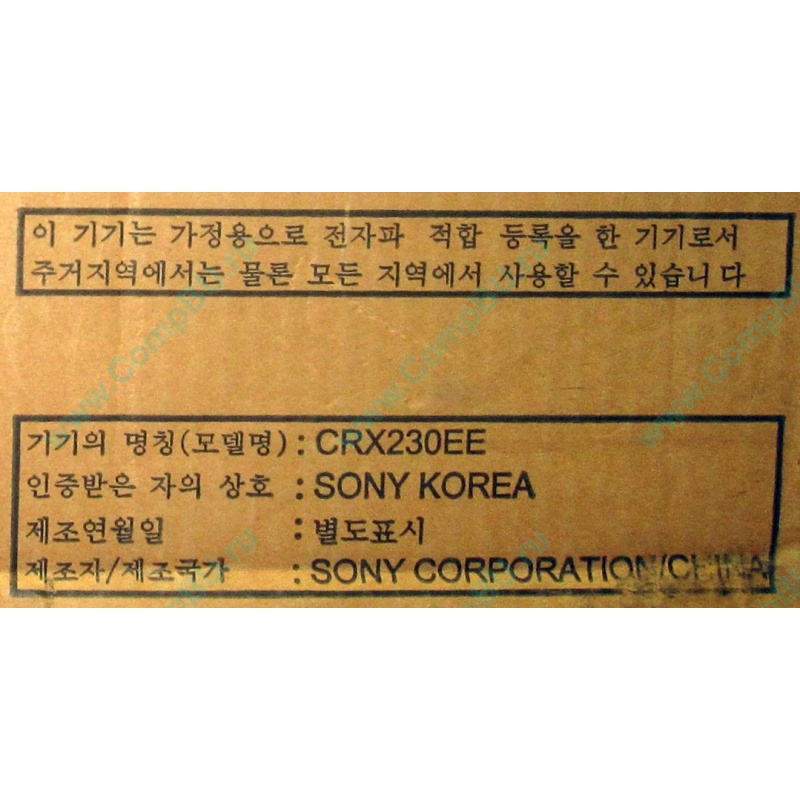 이 기기는 가정용으로 전자파 적합 등록을 한 기기로서
주거지역에서는 물론 모든 지역에서 사용할 수 있습니다
기기의 명칭(모델명) : CRX230EE
인증받은 자의 상호 : SONY KOREA
제조연월일 : 별도표시
제조자/제조국가 : SONY CORPORATION/CHINA